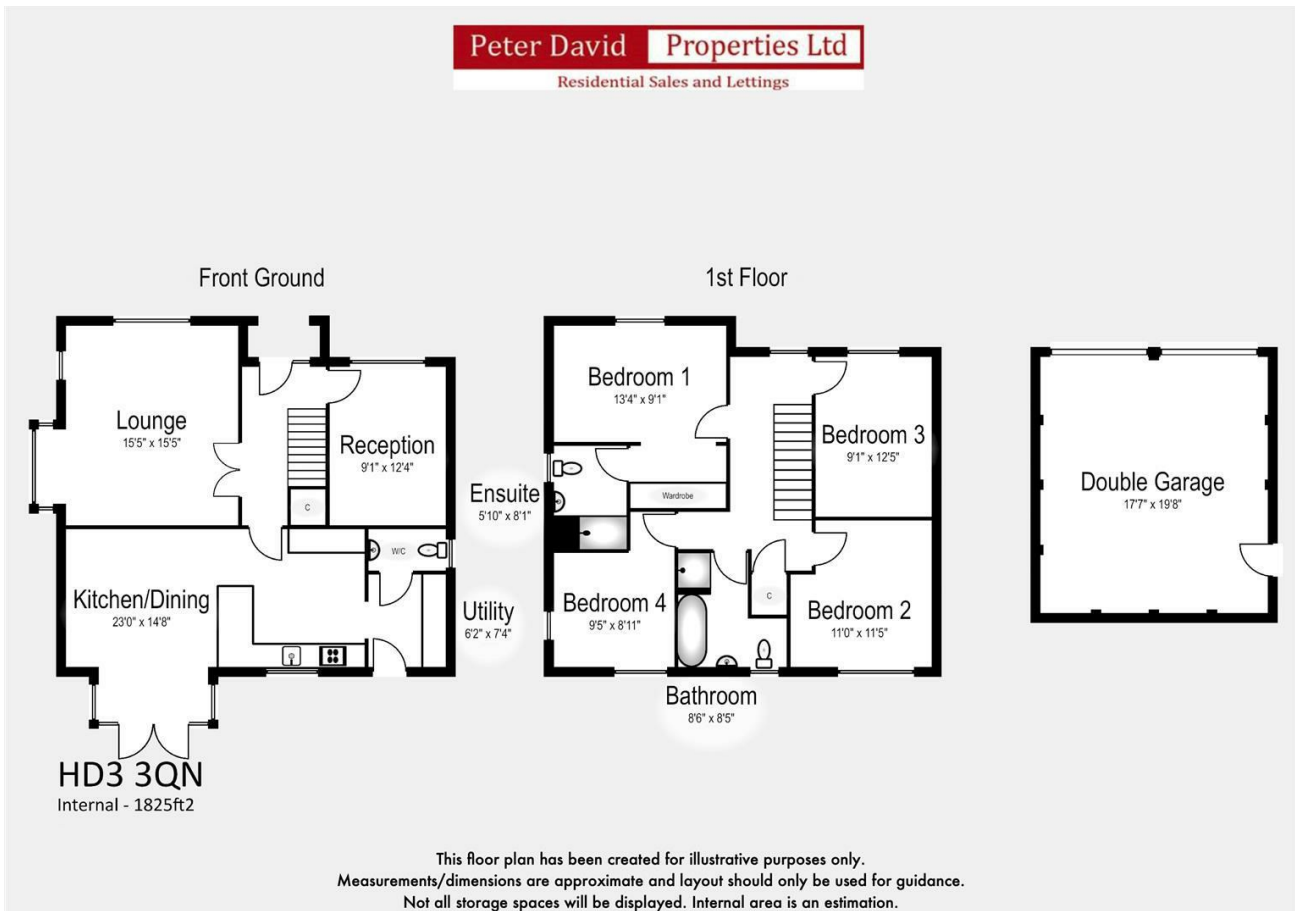 Peter David Properties Ltd
Residential Sales and Lettings
Front Ground
1st Floor
Lounge
15'5" x 15'5"
Reception
9'1" x 12'4"
C
W/C
Kitchen/Dining
23'0" x 14'8"
Utility
6'2" x 7'4"
Bedroom 1
13'4" x 9'1"
Bedroom 3
9'1" x 12'5"
Ensuite
5'10" x 8'1"
Wardrobe
Bedroom 4
9'5" x 8'11"
C
Bedroom 2
11'0" x 11'5"
Bathroom
8'6" x 8'5"
Double Garage
17'7" x 19'8"
HD3 3QN
Internal - 1825ft2
This floor plan has been created for illustrative purposes only.
Measurements/dimensions are approximate and layout should only be used for guidance.
Not all storage spaces will be displayed. Internal area is an estimation.